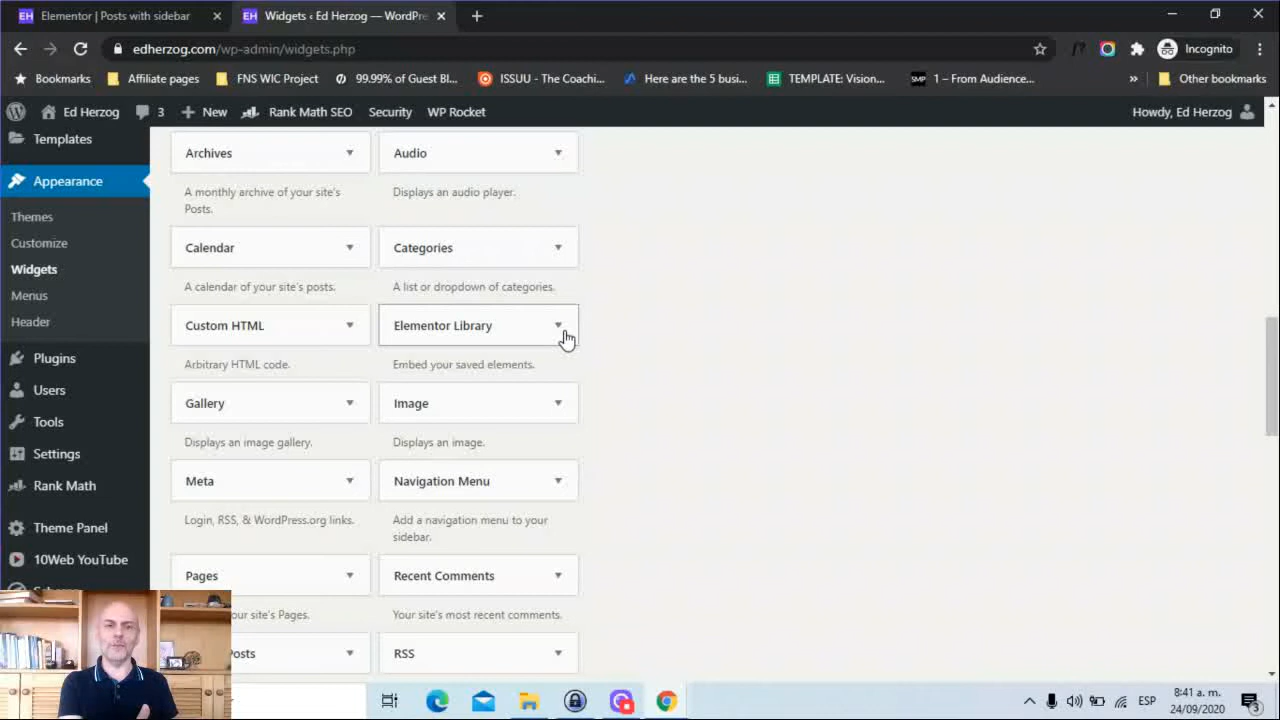 EH Elementor | Posts with sidebar
EH Widgets ‹ Ed Herzog — WordPre
edherzog.com/wp-admin/widgets.php
Incognito
Bookmarks
Affiliate pages
FNS WIC Project
99.99% of Guest Bl...
ISSUU - The Coachi...
Here are the 5 busi...
TEMPLATE: Vision...
SMP 1 – From Audience...
»
Other bookmarks
Ed Herzog
3
New
Rank Math SEO
Security
WP Rocket
Howdy, Ed Herzog
Templates
Appearance
Themes
Customize
Widgets
Menus
Header
Plugins
Users
Tools
Settings
Rank Math
Theme Panel
10Web YouTube
Archives
A monthly archive of your site's
Posts.
Audio
Displays an audio player.
Calendar
A calendar of your site's posts.
Categories
A list or dropdown of categories.
Custom HTML
Arbitrary HTML code.
Elementor Library
Embed your saved elements.
Gallery
Displays an image gallery.
Image
Displays an image.
Meta
Login, RSS, & WordPress.org links.
Navigation Menu
Add a navigation menu to your
sidebar.
Pages
our site's Pages.
Recent Comments
Your site's most recent comments.
Posts
RSS
ESP
8:41 a. m.
24/09/2020
3